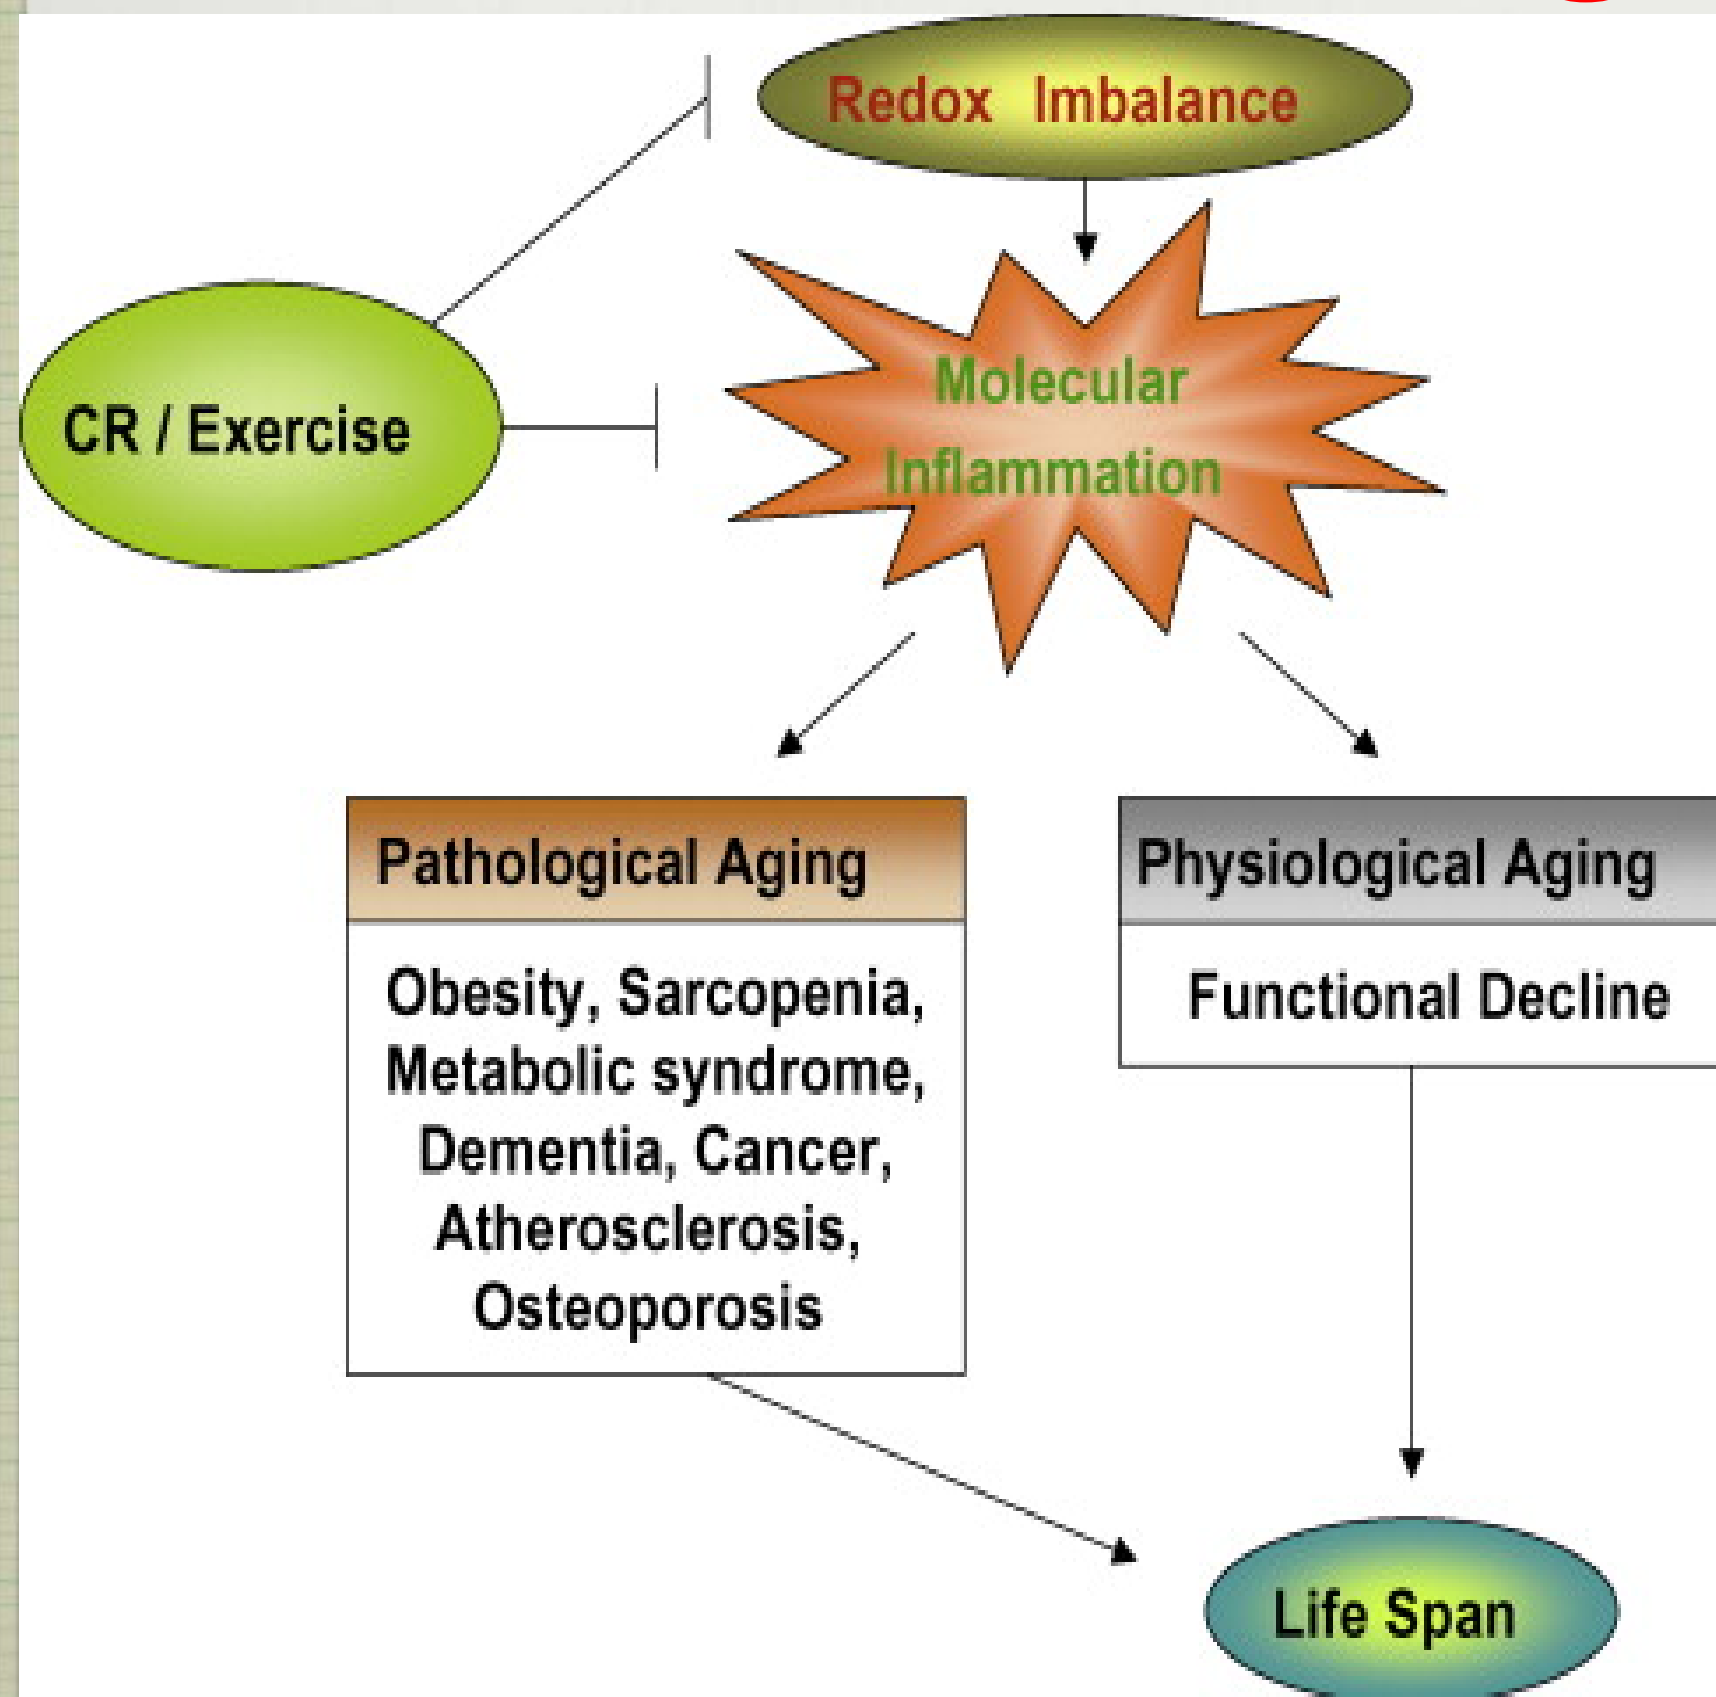 Redox Imbalance
CR / Exercise
Molecular
Inflammation
Pathological Aging
Obesity, Sarcopenia,
Metabolic syndrome,
Dementia, Cancer,
Atherosclerosis,
Osteoporosis
Physiological Aging
Functional Decline
Life Span